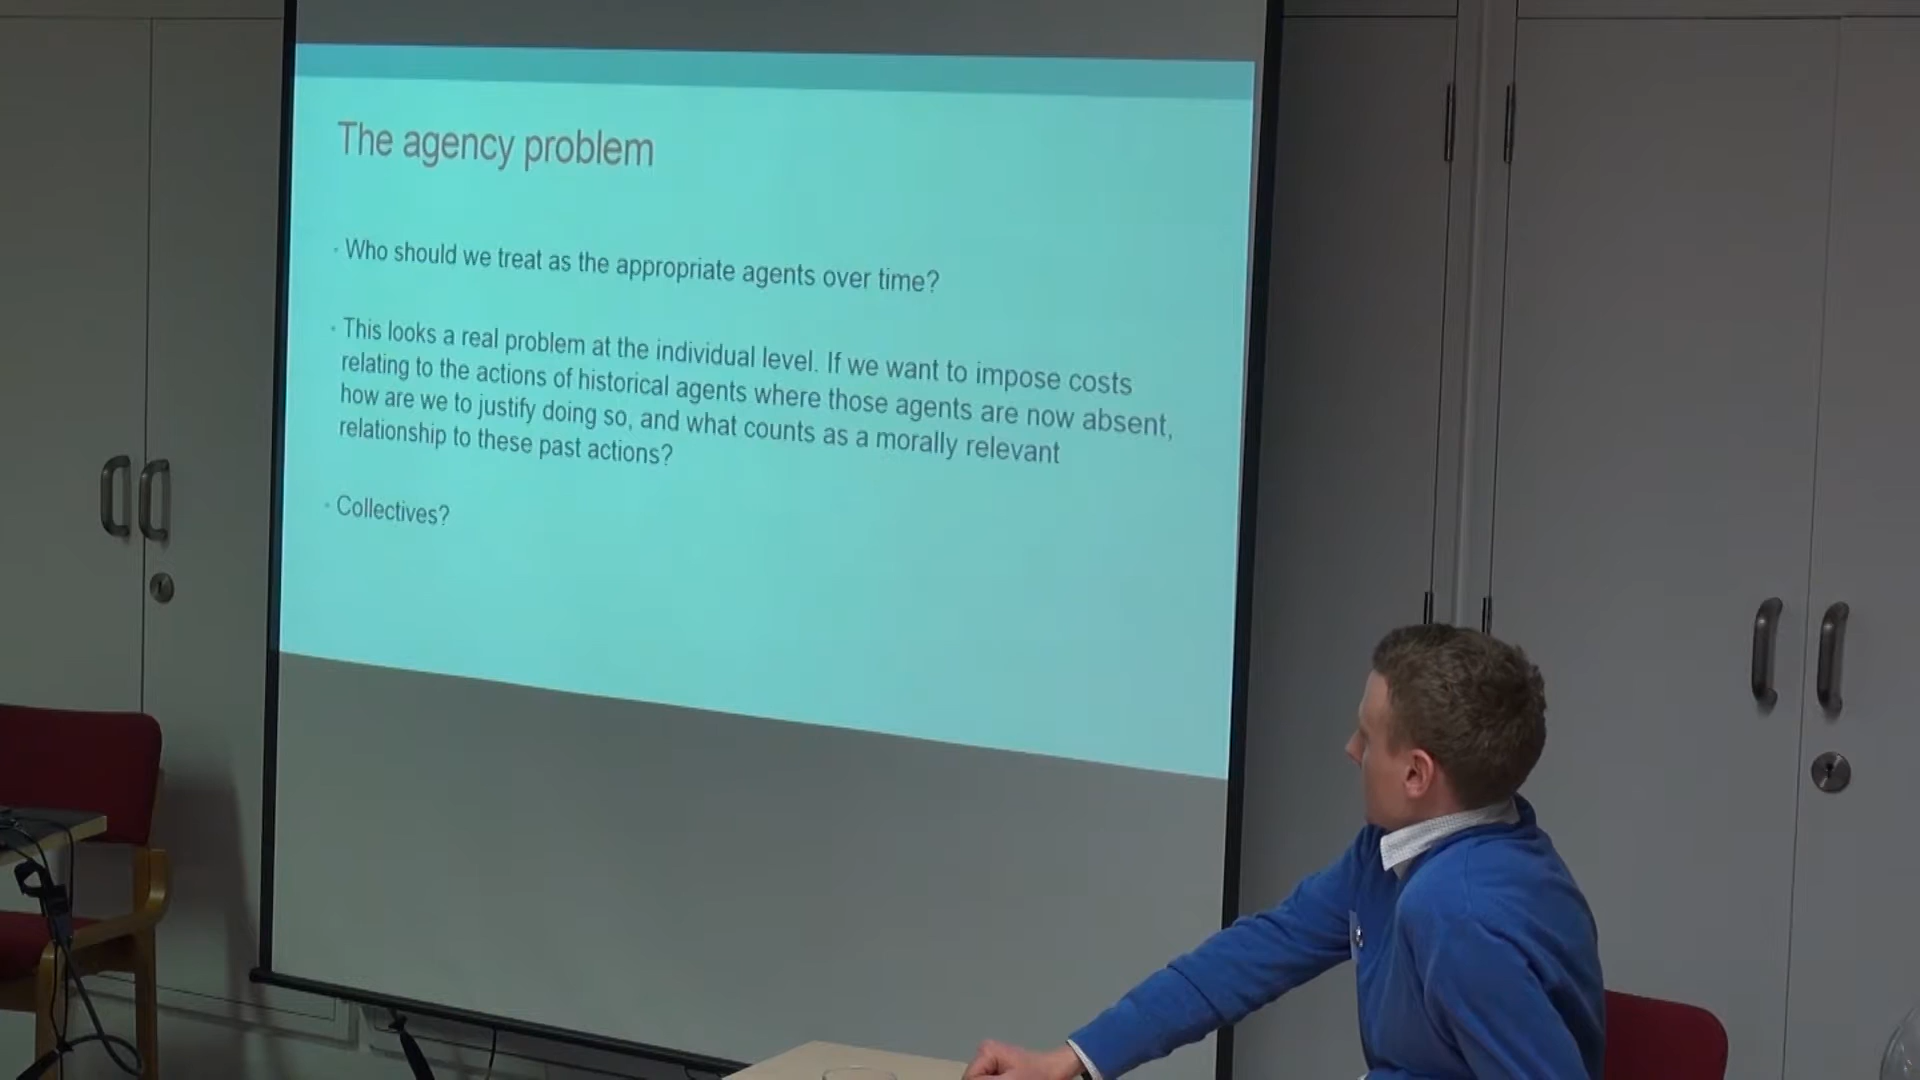 The agency problem
· Who should we treat as the appropriate agents over time?
· This looks a real problem at the individual level. If we want to impose costs
relating to the actions of historical agents where those agents are now absent,
how are we to justify doing so, and what counts as a morally relevant
relationship to these past actions?
· Collectives?